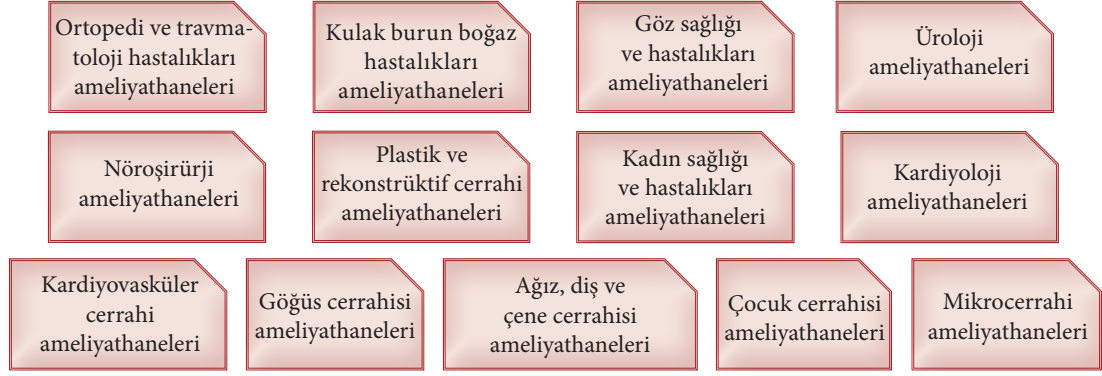 Ortopedi ve travma-
toloji hastalıkları
ameliyathaneleri
Kulak burun boğaz
hastalıkları
ameliyathaneleri
Göz sağlığı
ve hastalıkları
ameliyathaneleri
Üroloji
ameliyathaneleri
Nöroşirürji
ameliyathaneleri
Plastik ve
rekonstrüktif cerrahi
ameliyathaneleri
Kadın sağlığı
ve hastalıkları
ameliyathaneleri
Kardiyoloji
ameliyathaneleri
Kardiyovasküler
cerrahi
ameliyathaneleri
Göğüs cerrahisi
ameliyathaneleri
Ağız, diş ve
çene cerrahisi
ameliyathaneleri
Çocuk cerrahisi
ameliyathaneleri
Mikrocerrahi
ameliyathaneleri